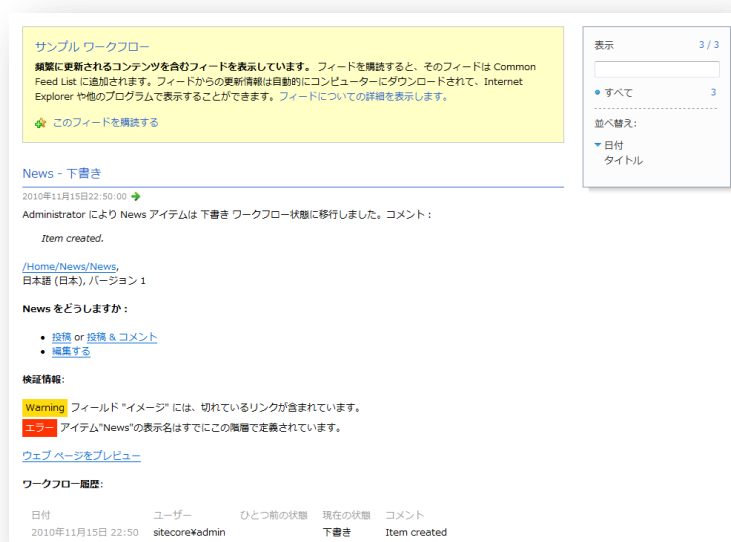 サンプル ワークフロー
頻繁に更新されるコンテンツを含むフィードを表示しています。 フィードを購読すると、そのフィードは Common
Feed List に追加されます。フィードからの更新情報は自動的にコンピューターにダウンロードされて、Internet
Explorer や他のプログラムで表示することができます。フィードについての詳細を表示します。
このフィードを購読する
表示 3 / 3
すべて 3
並べ替え:
日付
タイトル
News - 下書き
2010年11月15日22:50:00
Administrator により News アイテムは 下書き ワークフロー状態に移行しました。コメント :
Item created.
/Home/News/News,
日本語 (日本), バージョン 1
News をどうしますか :
投稿 or 投稿 & コメント
編集する
検証情報:
Warning フィールド "イメージ" には、切れているリンクが含まれています。
エラー アイテム"News"の表示名はすでにこの階層で定義されています。
ウェブ ページをプレビュー
ワークフロー履歴:
日付 ユーザー ひとつ前の状態 現在の状態 コメント
2010年11月15日 22:50 sitecore¥admin 下書き Item created